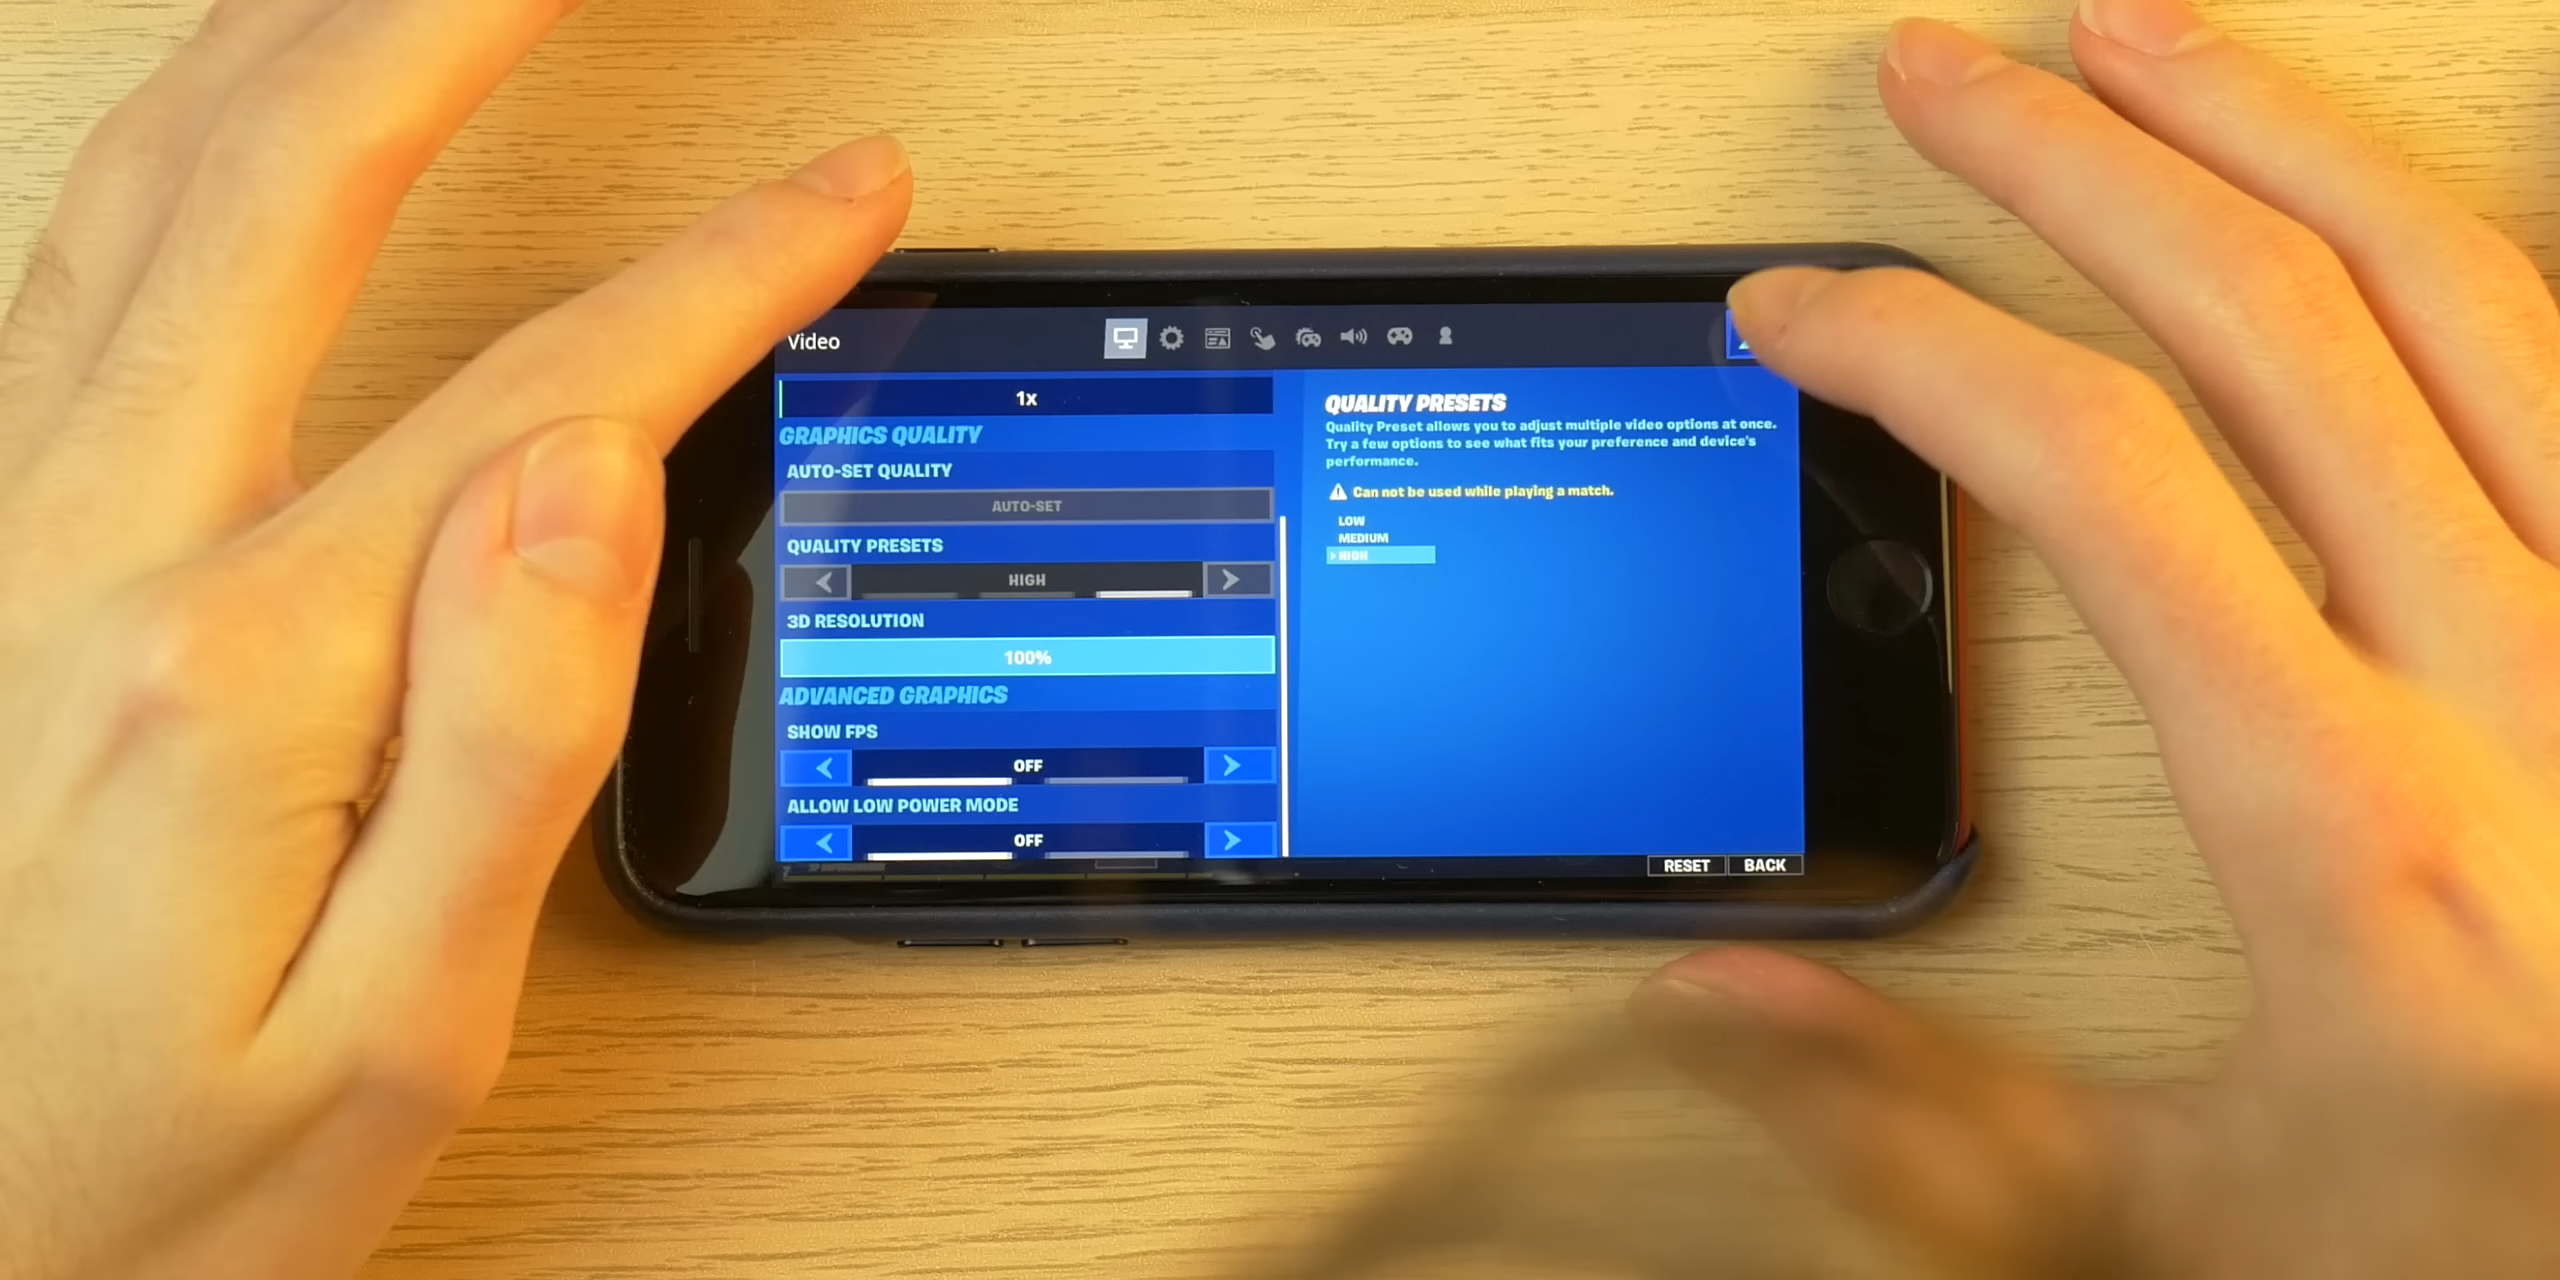 Video
1x
GRAPHICS QUALITY
AUTO-SET QUALITY
AUTO-SET
QUALITY PRESETS
HIGH
3D RESOLUTION
100%
ADVANCED GRAPHICS
SHOW FPS
OFF
ALLOW LOW POWER MODE
OFF
QUALITY PRESETS
Quality Preset allows you to adjust multiple video options at once.
Try a few options to see what fits your preference and device's
performance.
Can not be used while playing a match.
LOW
MEDIUM
HIGH
RESET BACK